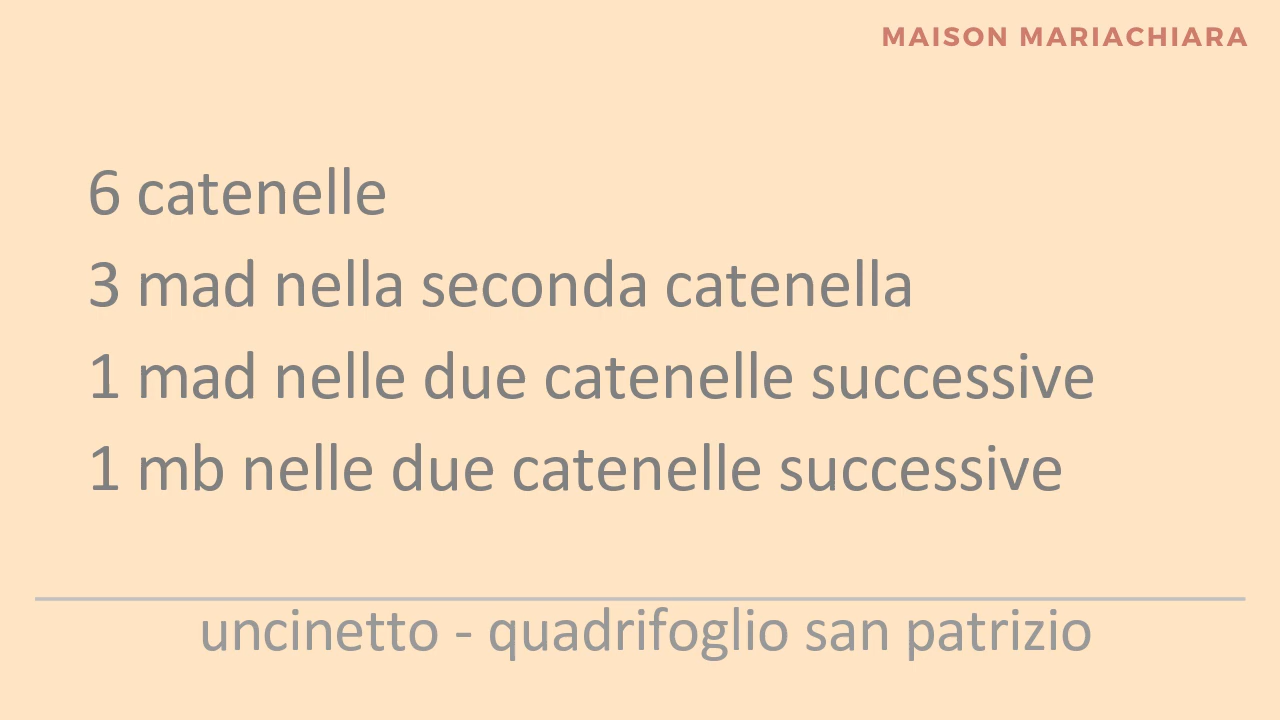 MAISON MARIACHIARA
6 catenelle
3 mad nella seconda catenella
1 mad nelle due catenelle successive
1 mb nelle due catenelle successive
uncinetto - quadrifoglio san patrizio